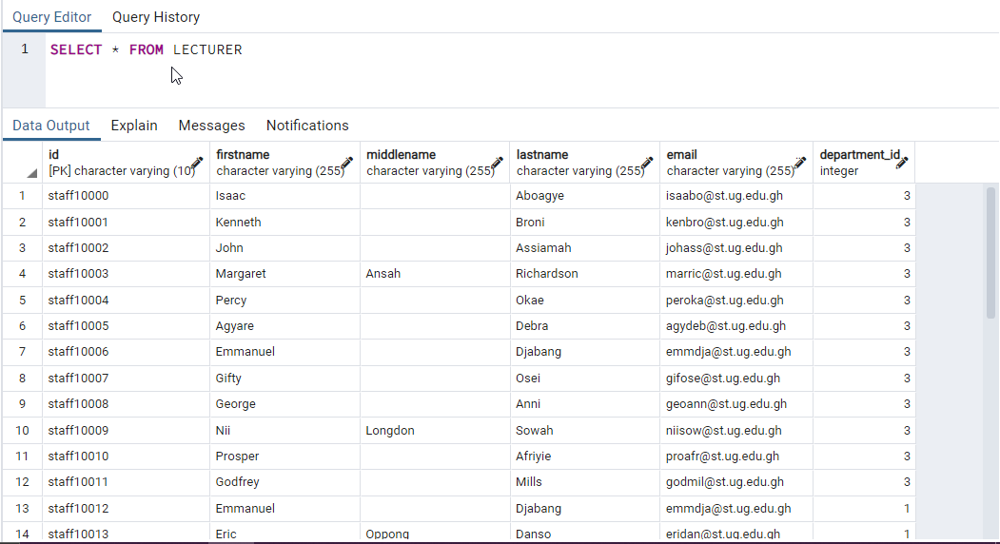 Query Editor Query History
1 SELECT * FROM LECTURER
Data Output Explain Messages Notifications
id firstname middlename lastname email department_id
[PK] character varying (10) character varying (255) character varying (255) character varying (255) character varying (255) integer
1 staff10000 Isaac Aboagye isaabo@st.ug.edu.gh 3
2 staff10001 Kenneth Broni kenbro@st.ug.edu.gh 3
3 staff10002 John Assiamah johass@st.ug.edu.gh 3
4 staff10003 Margaret Ansah Richardson marric@st.ug.edu.gh 3
5 staff10004 Percy Okae peroka@st.ug.edu.gh 3
6 staff10005 Agyare Debra agydeb@st.ug.edu.gh 3
7 staff10006 Emmanuel Djabang emmdja@st.ug.edu.gh 3
8 staff10007 Gifty Osei gifose@st.ug.edu.gh 3
9 staff10008 George Anni geoann@st.ug.edu.gh 3
10 staff10009 Nii Longdon Sowah niisow@st.ug.edu.gh 3
11 staff10010 Prosper Afriyie proafr@st.ug.edu.gh 3
12 staff10011 Godfrey Mills godmil@st.ug.edu.gh 3
13 staff10012 Emmanuel Djabang emmdja@st.ug.edu.gh 1
14 staff10013 Eric Oppong Danso eridan@st.ug.edu.gh 1